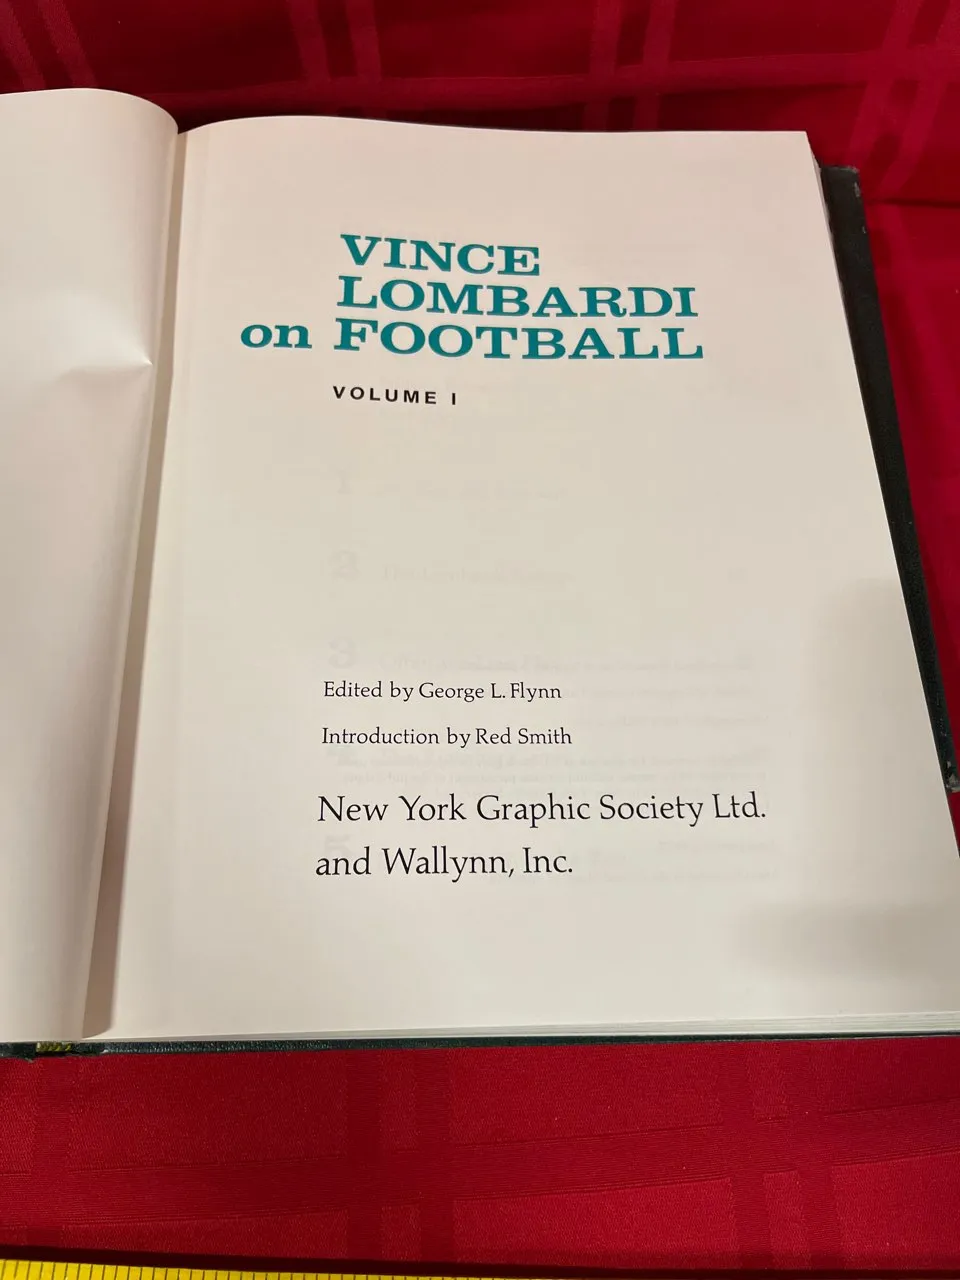 VINCE
LOMBARDI
on FOOTBALL
VOLUME I
Edited by George L. Flynn
Introduction by Red Smith
New York Graphic Society Ltd.
and Wallynn, Inc.